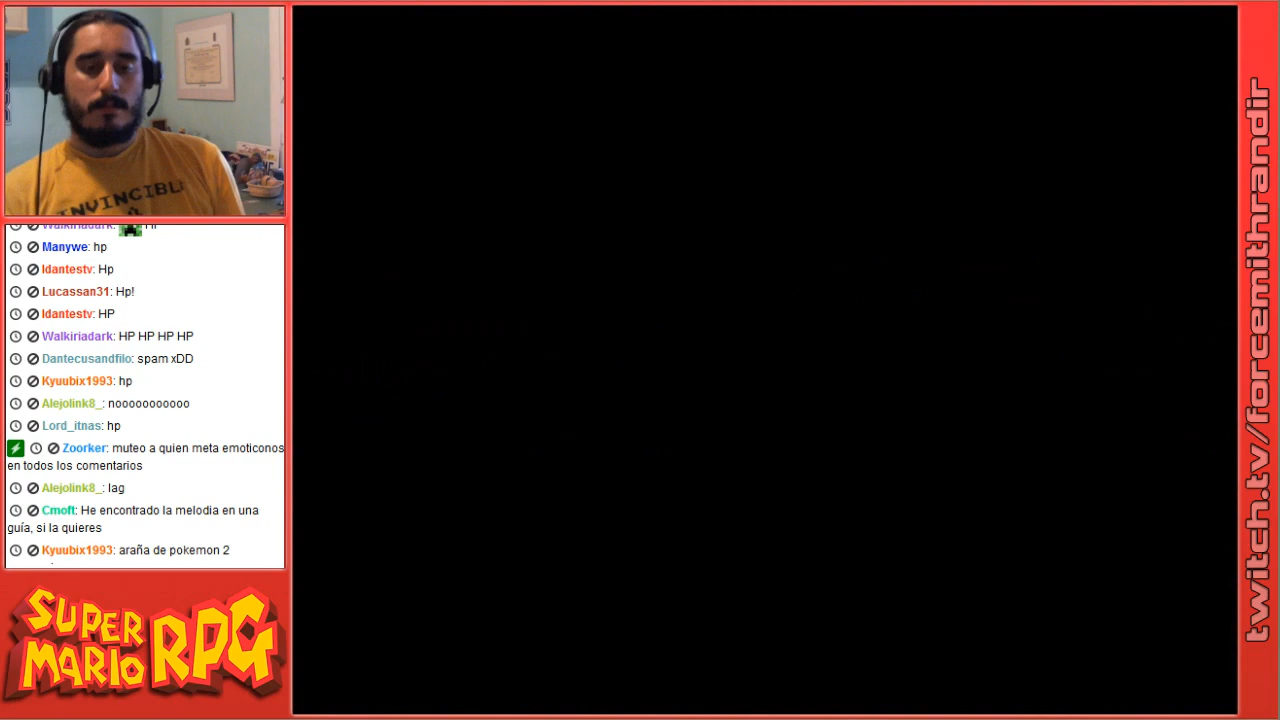 INVINCIBLE
Manywe: hp
Idantestv: Hp
Lucassan31: Hp!
Idantestv: HP
Walkiriadark: HP HP HP HP
Dantecusandfilo: spam xDD
Kyuubix1993: hp
Alejolink8_: nooooooooooo
Lord_itnas: hp
Zoorker: muteo a quien meta emoticonos
en todos los comentarios
Alejolink8_: lag
Cmoft: He encontrado la melodia en una
guía, si la quieres
Kyuubix1993: araña de pokemon 2
SUPER
MARIO
RPG
twitch.tv/forcemithrandir